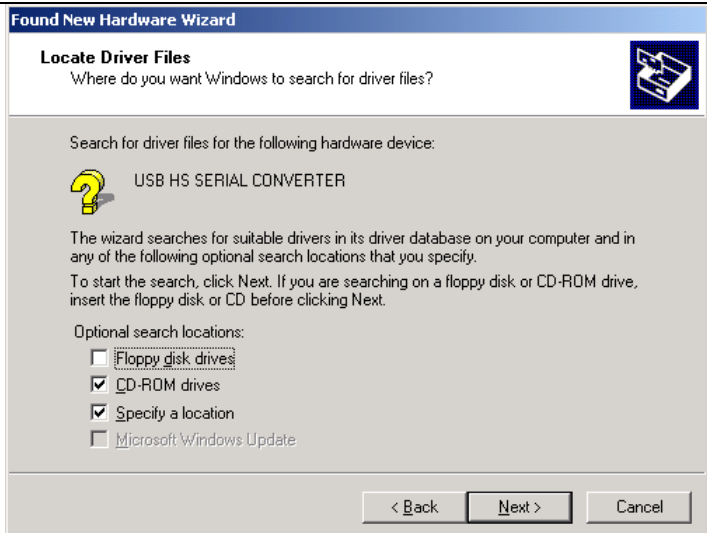 Found New Hardware Wizard
Locate Driver Files
Where do you want Windows to search for driver files?
Search for driver files for the following hardware device:
USB HS SERIAL CONVERTER
The wizard searches for suitable drivers in its driver database on your computer and in
any of the following optional search locations that you specify.
To start the search, click Next. If you are searching on a floppy disk or CD-ROM drive,
insert the floppy disk or CD before clicking Next.
Optional search locations:
Floppy disk drives
CD-ROM drives
Specify a location
Microsoft Windows Update
< Back Next > Cancel